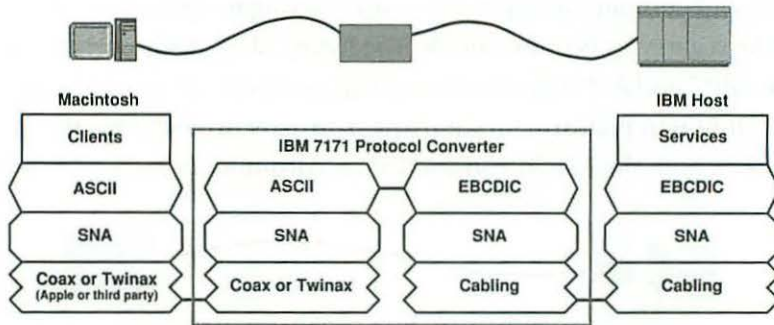 Macintosh
IBM Host
Clients
IBM 7171 Protocol Converter
Services
ASCII
ASCII
EBCDIC
EBCDIC
SNA
SNA
SNA
SNA
Coax or Twinax
(Apple or third party)
Coax or Twinax
Cabling
Cabling